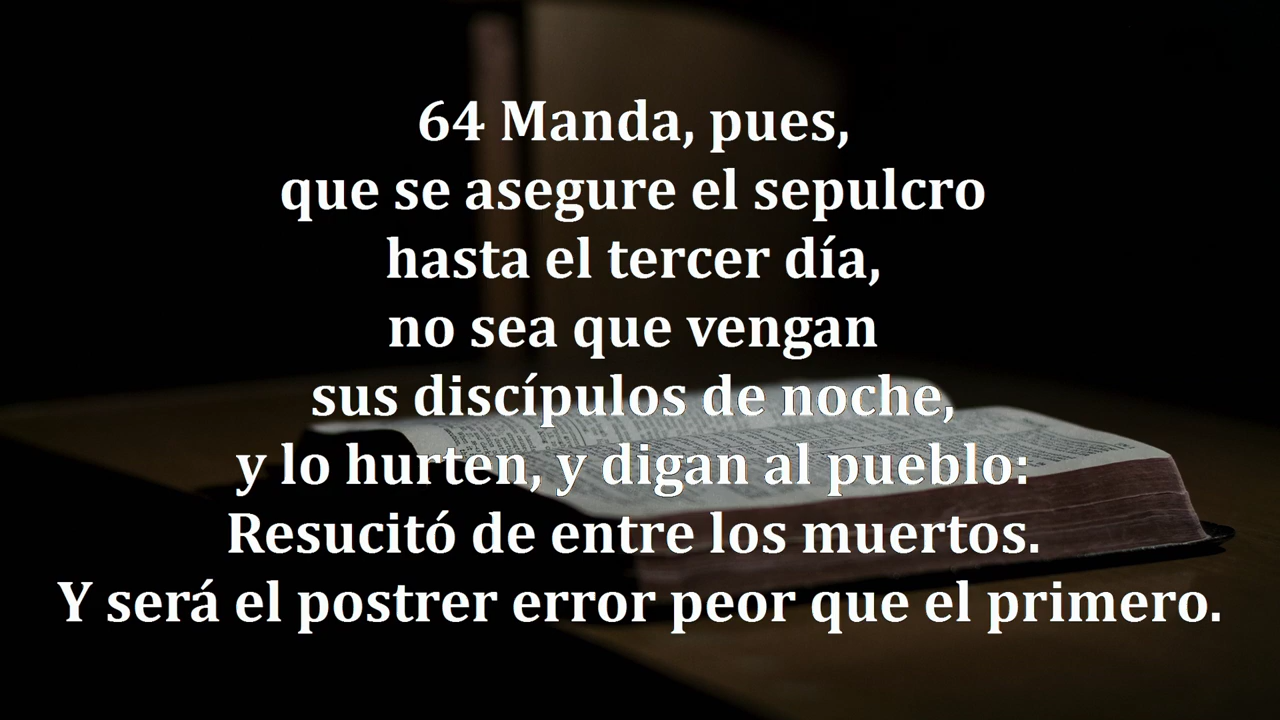 64 Manda, pues,
que se asegure el sepulcro
hasta el tercer día,
no sea que vengan
sus discípulos de noche,
y lo hurten, y digan al pueblo:
Resucitó de entre los muertos.
Y será el postrer error peor que el primero.